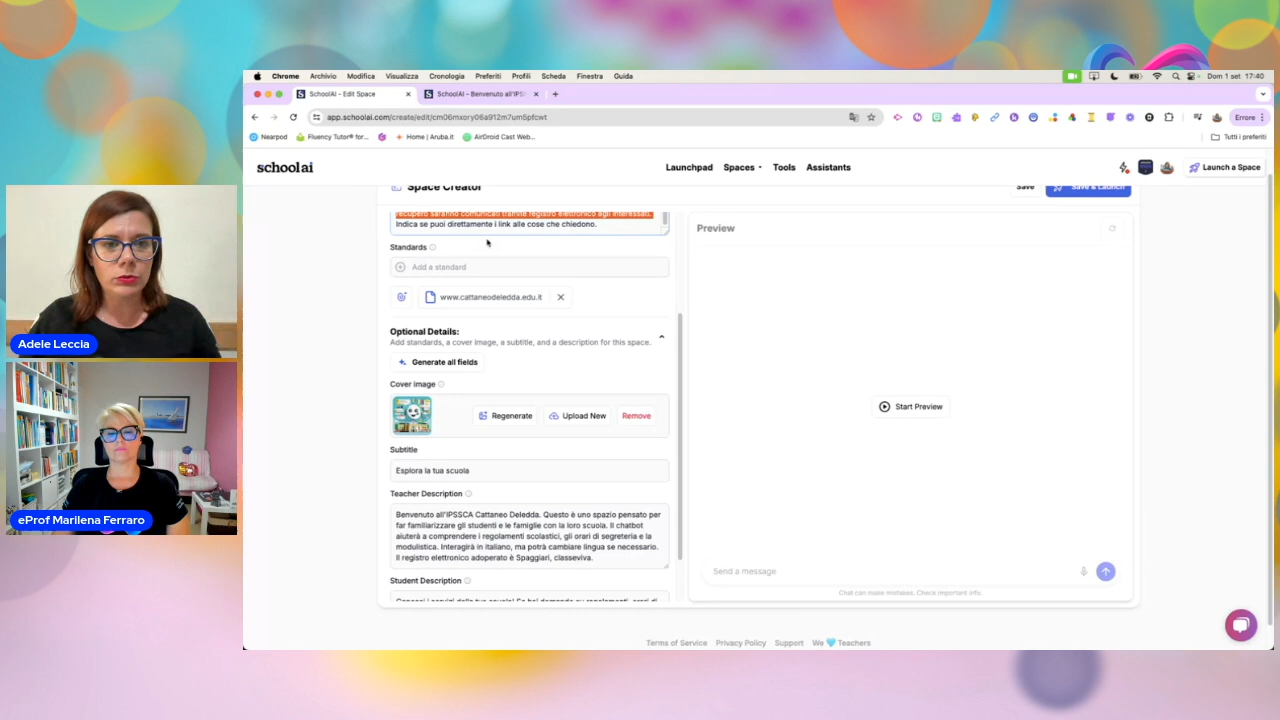 Chrome Archivio Modifica Visualizza Cronologia Preferiti Profili Scheda Finestra Guida Dom 1 set 17:40
SchoolAI - Edit Space SchoolAI - Benvenuto all'IPS
app.schoolai.com/create/edit/cm06mxory06a912m7um5pfcwt Errore
Nearpod Fluency Tutor® for... Home | Aruba.it AirDroid Cast Web... Tutti i preferiti
schoolai Launchpad Spaces Tools Assistants Launch a Space
Space Creator Save Save & Launch
recupero saranno comunicati tramite registro elettronico agli interessati.
Indica se puoi direttamente i link alle cose che chiedono.
Preview
Standards
Add a standard
www.cattaneodeledda.edu.it
Optional Details:
Add standards, a cover image, a subtitle, and a description for this space.
Generate all fields
Cover image
Regenerate Upload New Remove
Start Preview
Subtitle
Esplora la tua scuola
Teacher Description
Benvenuto all'IPSSCA Cattaneo Deledda. Questo è uno spazio pensato per
far familiarizzare gli studenti e le famiglie con la loro scuola. Il chatbot
aiuterà a comprendere i regolamenti scolastici, gli orari di segreteria e la
modulistica. Interagirà in italiano, ma potrà cambiare lingua se necessario.
Il registro elettronico adoperato è Spaggiari, classeviva.
Student Description
Send a message
Chat can make mistakes. Check important info.
Terms of Service Privacy Policy Support We Teachers
Adele Leccia
eProf Marilena Ferraro